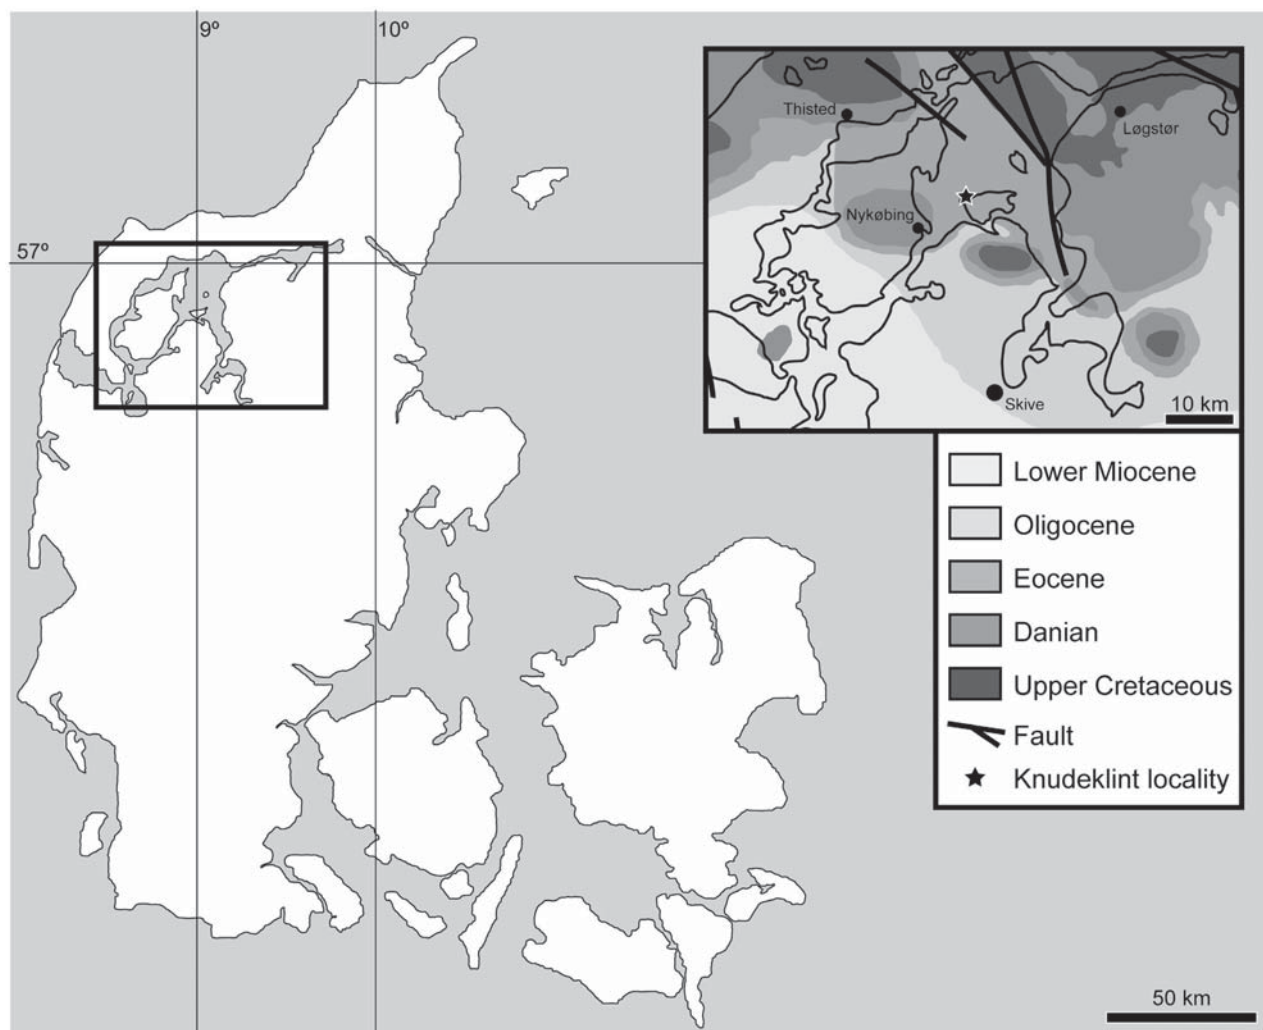 9º
10º
57º
Thisted
Løgstør
Nykøbing
Skive
10 km
Lower Miocene
Oligocene
Eocene
Danian
Upper Cretaceous
Fault
Knudeklint locality
50 km